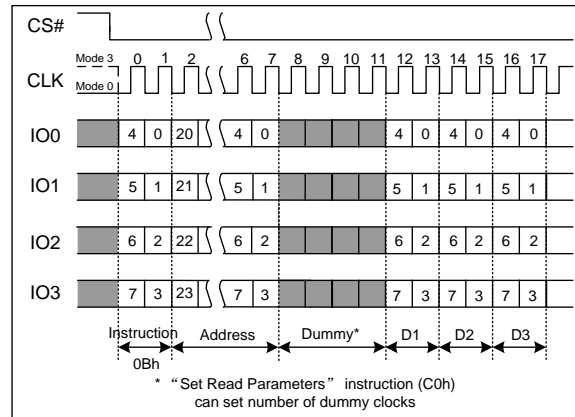 CS#
Mode 3 0 1 2 6 7 8 9 10 11 12 13 14 15 16 17
CLK
Mode 0
IO0 4 0 20 4 0 4 0 4 0 4 0
IO1 5 1 21 5 1 5 1 5 1 5 1
IO2 6 2 22 6 2 6 2 6 2 6 2
IO3 7 3 23 7 3 7 3 7 3 7 3
Instruction Address Dummy* D1 D2 D3
0Bh
* “Set Read Parameters” instruction (C0h)
can set number of dummy clocks